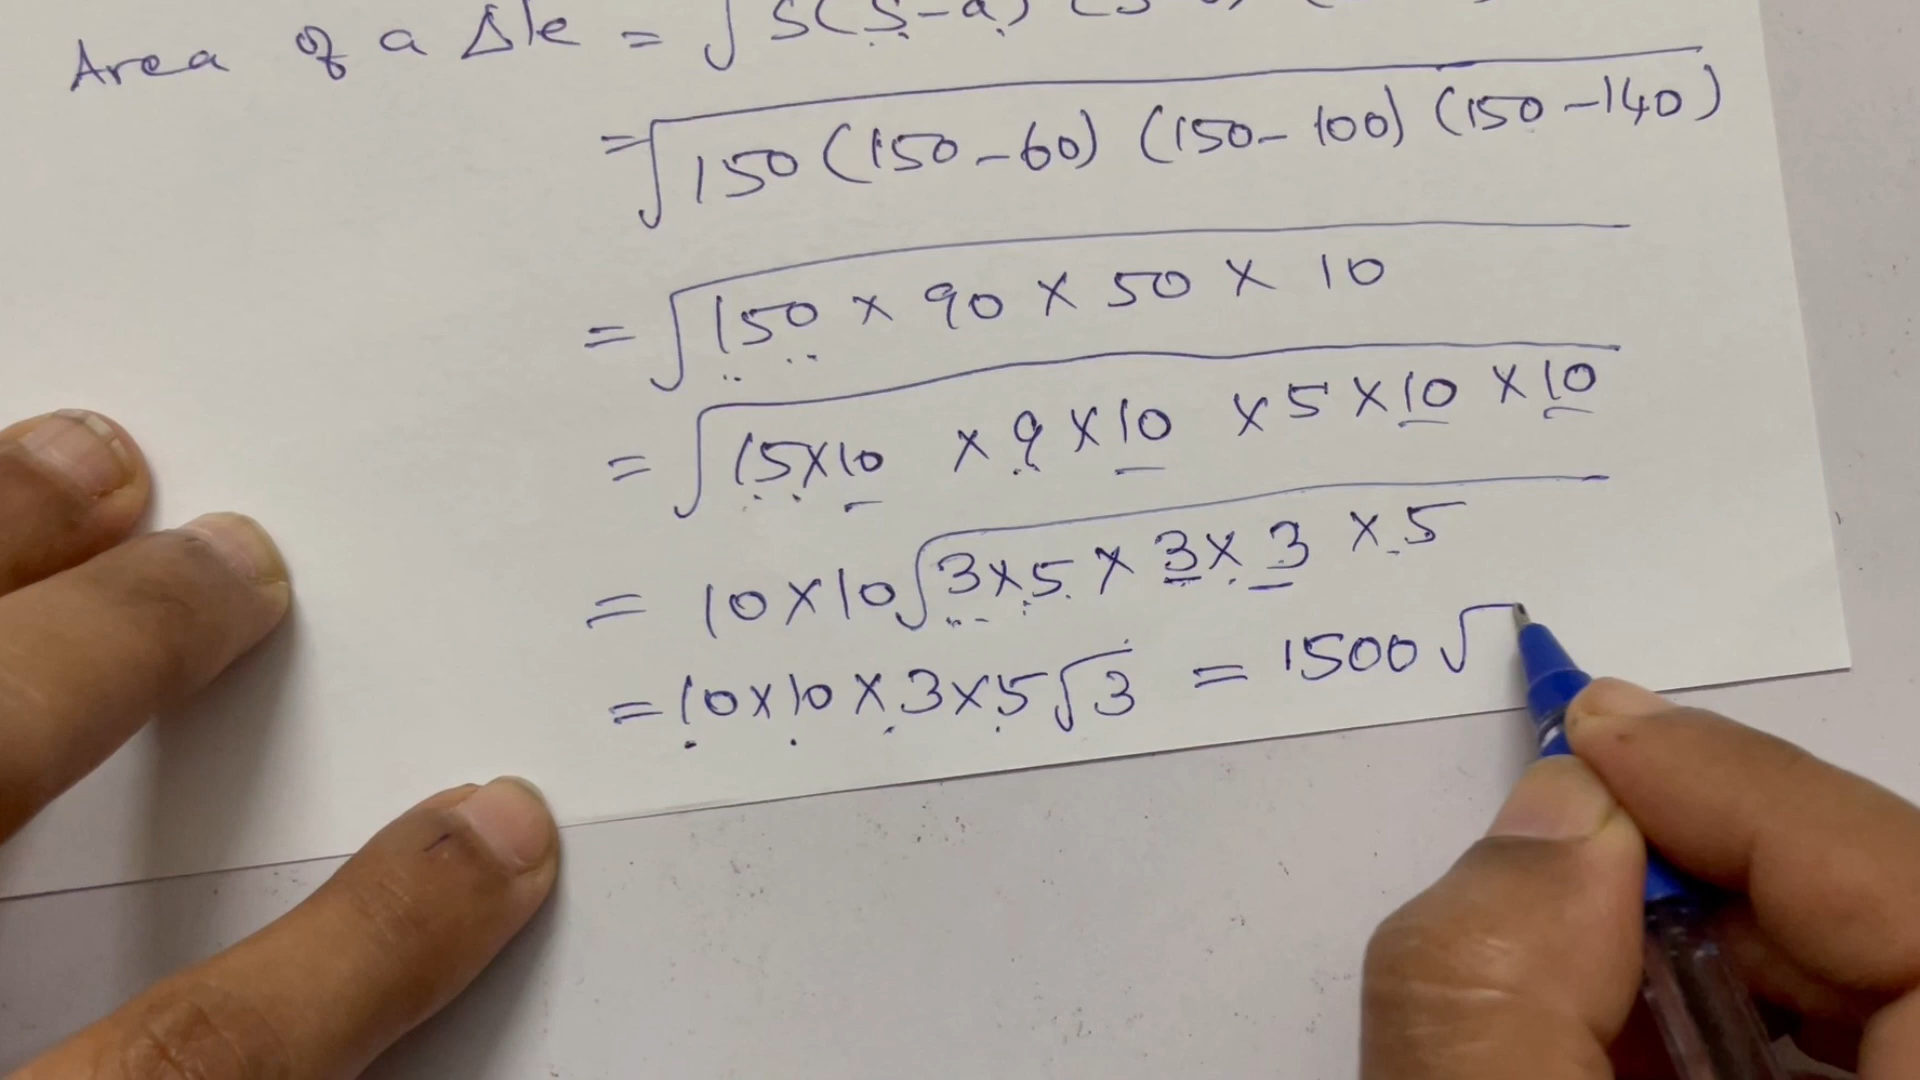 Area of a Δle = √S(S-a)
= √150(150-60) (150-100) (150-140)
= √150 × 90 × 50 × 10
= √15×10 × 9×10 × 5×10 ×10
= 10×10√3×5 × 3×3 ×5
= 10×10×3×5√3 = 1500√